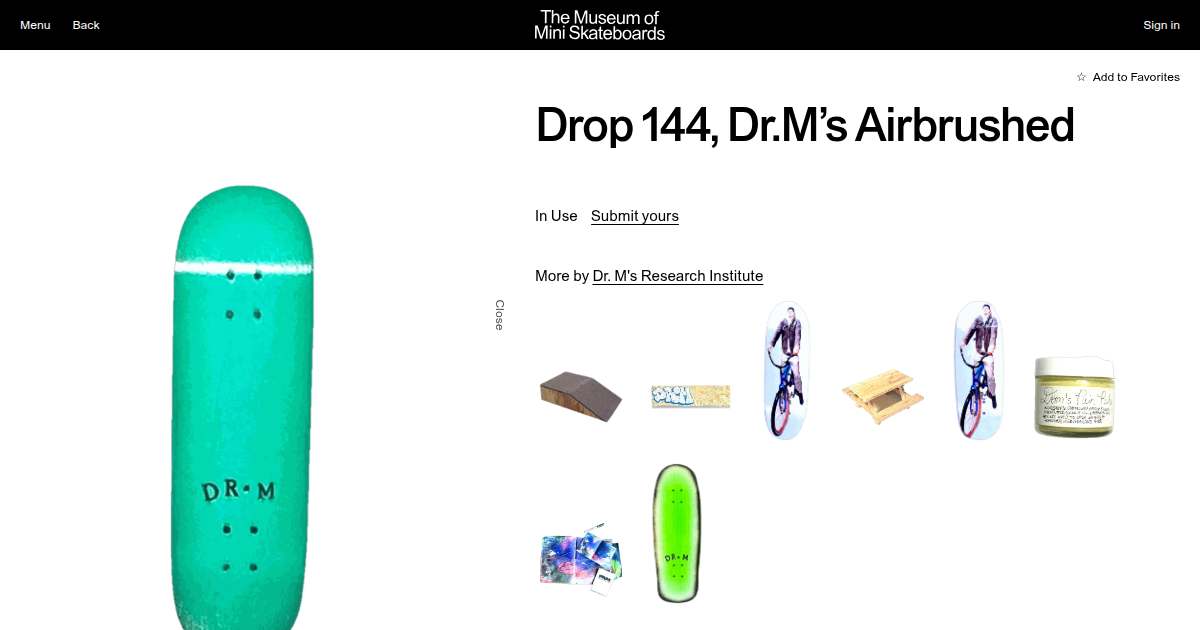 Menu
Back
The Museum of
Mini Skateboards
Sign in
☆ Add to Favorites
Drop 144, Dr.M’s Airbrushed
In Use
Submit yours
More by Dr. M's Research Institute
Close
DR·M
DR·M